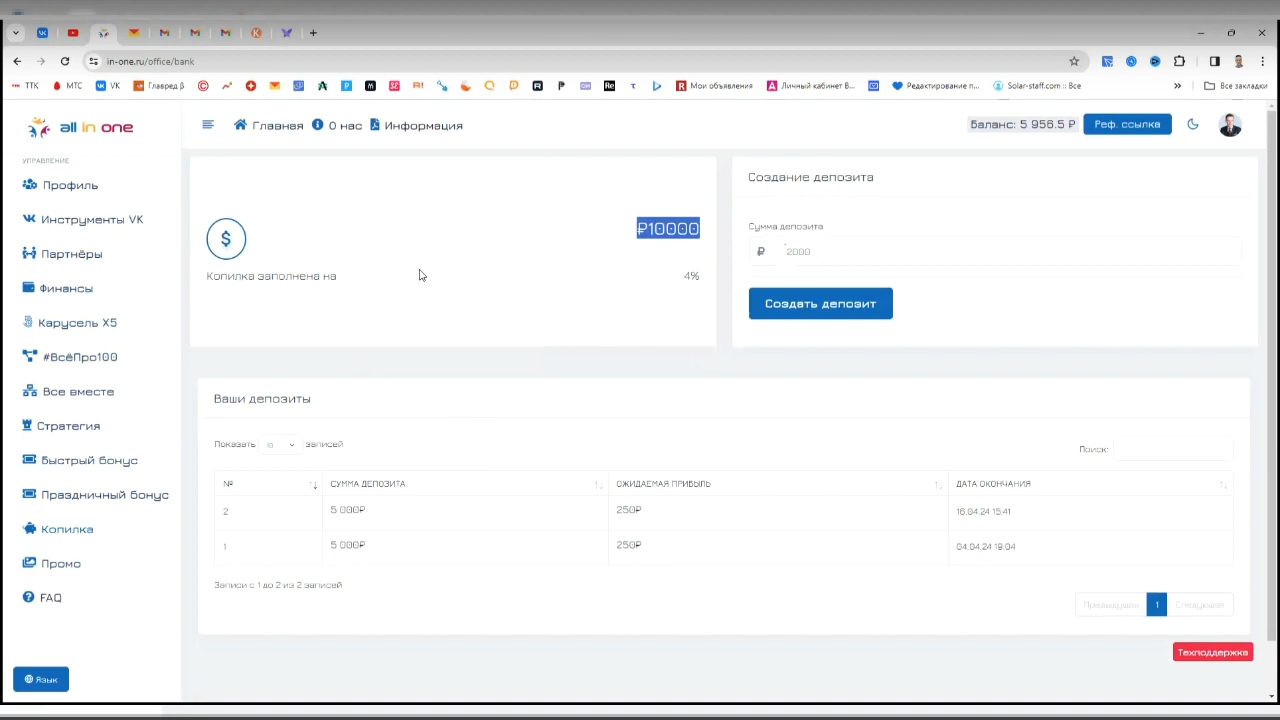 in-one.ru/office/bank
ТТК
МТС
VK
Главред β
Мои объявления
Личный кабинет В...
Редактирование п...
Solar-staff.com :: Все
Все закладки
all in one
Главная
О нас
Информация
Баланс: 5 956.5 ₽
Реф. ссылка
УПРАВЛЕНИЕ
Профиль
Инструменты VK
Партнёры
Финансы
Карусель X5
#ВсёПро100
Все вместе
Стратегия
Быстрый бонус
Праздничный бонус
Копилка
Промо
FAQ
Язык
₽10000
Копилка заполнена на
4%
Создание депозита
Сумма депозита
₽
2000
Создать депозит
Ваши депозиты
Показать 10 записей
Поиск:
№ СУММА ДЕПОЗИТА ОЖИДАЕМАЯ ПРИБЫЛЬ ДАТА ОКОНЧАНИЯ
2 5 000₽ 250₽ 16.04.24 15:41
1 5 000₽ 250₽ 04.04.24 19:04
Записи с 1 до 2 из 2 записей
Предыдущая 1 Следующая
Техподдержка